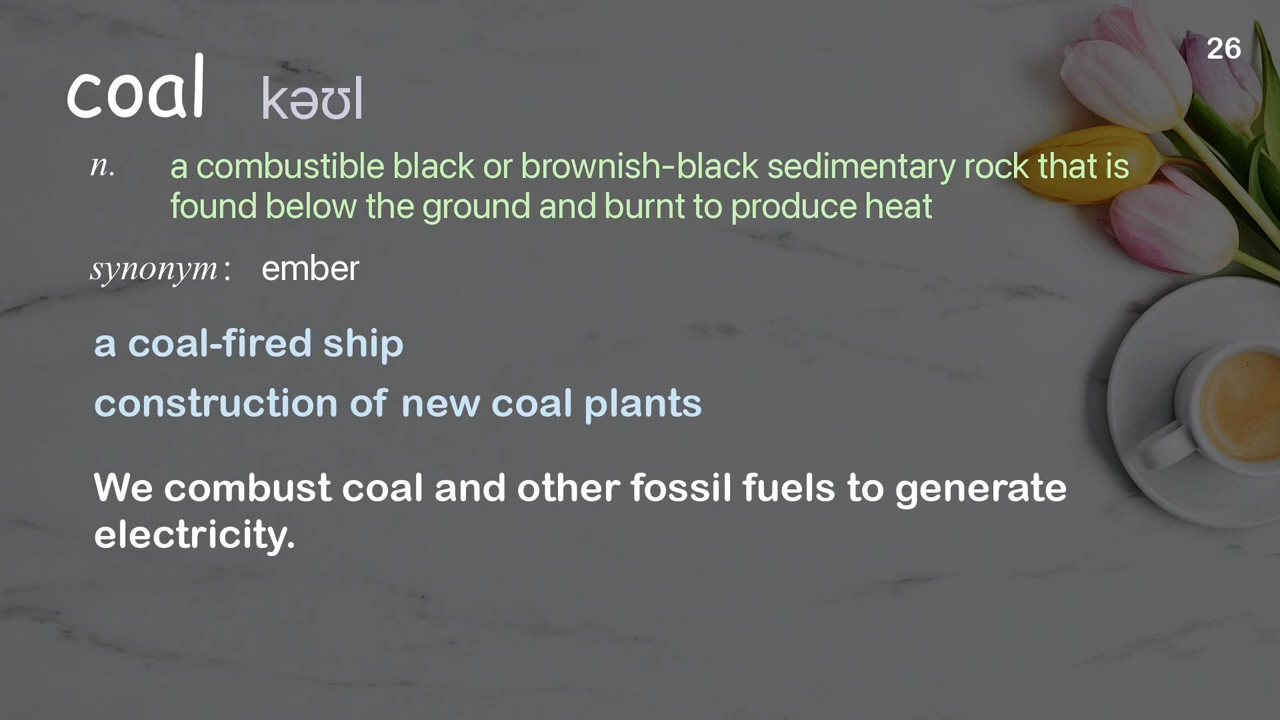 26
coal kəʊl
n. a combustible black or brownish-black sedimentary rock that is
found below the ground and burnt to produce heat
synonym: ember
a coal-fired ship
construction of new coal plants
We combust coal and other fossil fuels to generate
electricity.